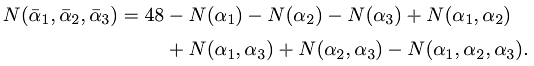 N(ᾱ₁, ᾱ₂, ᾱ₃) = 48 − N(α₁) − N(α₂) − N(α₃) + N(α₁, α₂)
+ N(α₁, α₃) + N(α₂, α₃) − N(α₁, α₂, α₃).